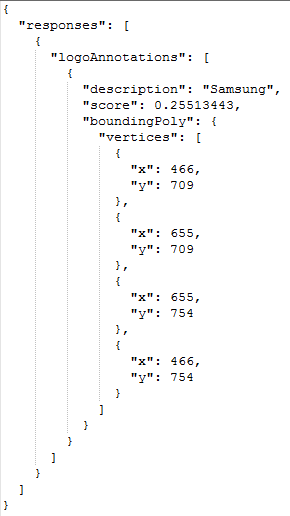 {
  "responses": [
    {
      "logoAnnotations": [
        {
          "description": "Samsung",
          "score": 0.25513443,
          "boundingPoly": {
            "vertices": [
              {
                "x": 466,
                "y": 709
              },
              {
                "x": 655,
                "y": 709
              },
              {
                "x": 655,
                "y": 754
              },
              {
                "x": 466,
                "y": 754
              }
            ]
          }
        }
      ]
    }
  ]
}